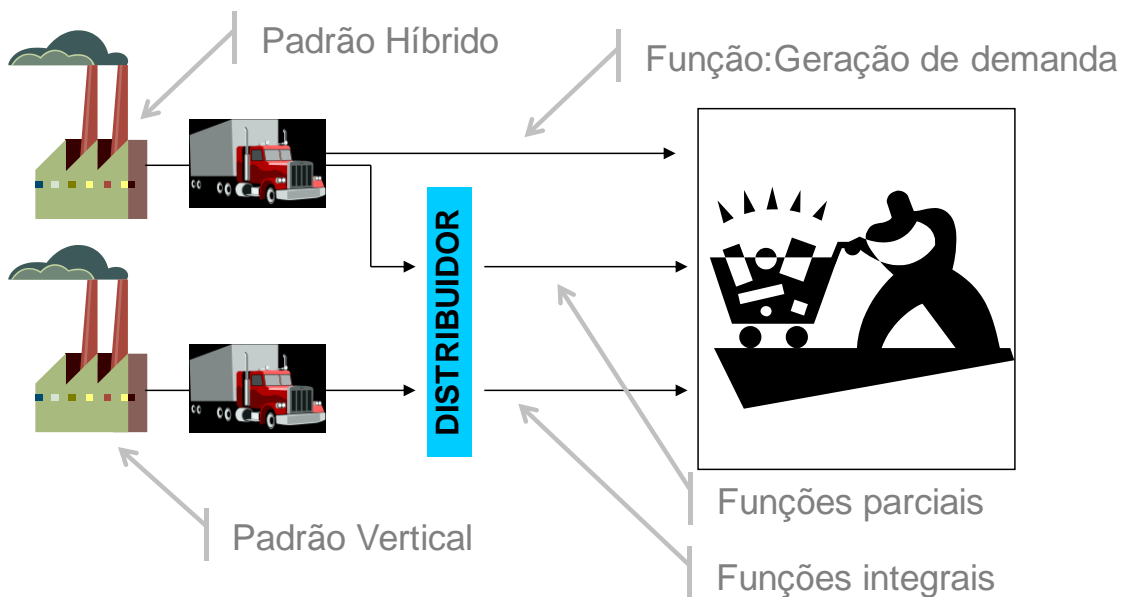 Padrão Híbrido
Função:Geração de demanda
DISTRIBUIDOR
Padrão Vertical
Funções parciais
Funções integrais